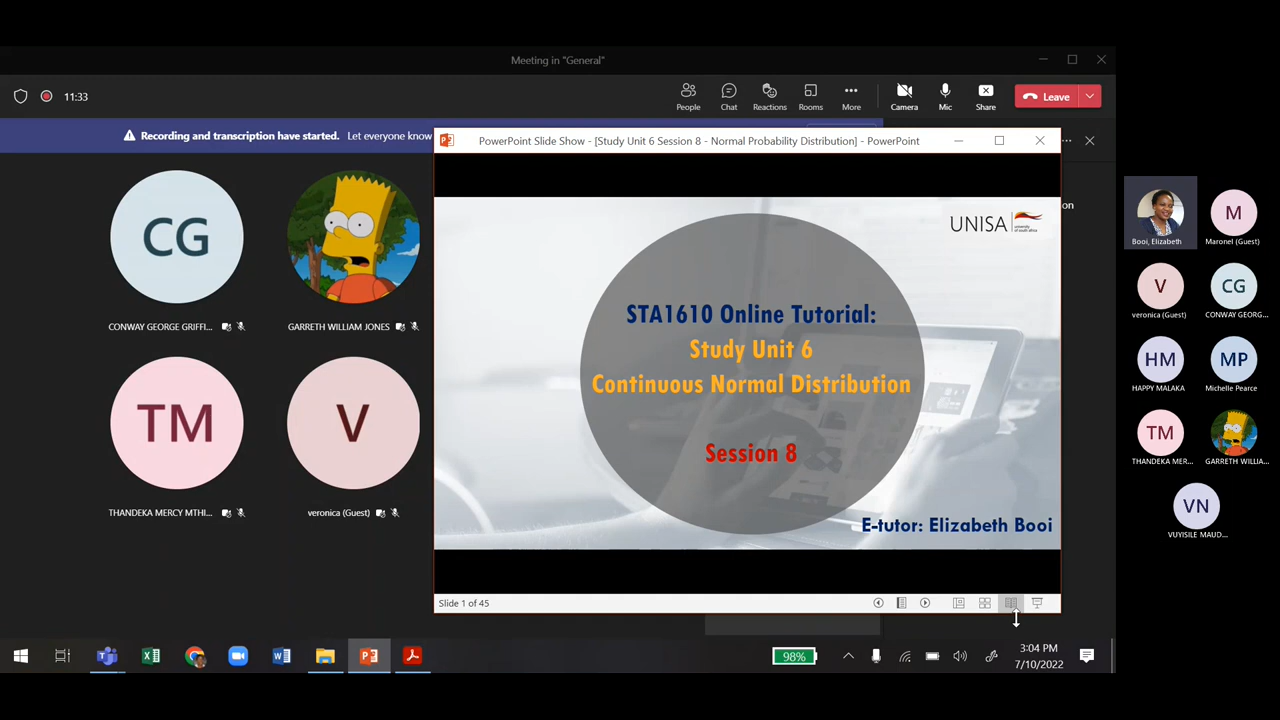 Meeting in "General"
11:33
People
Chat
Reactions
Rooms
More
Camera
Mic
Share
Leave
Recording and transcription have started. Let everyone know
PowerPoint Slide Show - [Study Unit 6 Session 8 - Normal Probability Distribution] - PowerPoint
on
CG
CONWAY GEORGE GRIFFI...
GARRETH WILLIAM JONES
TM
THANDEKA MERCY MTHI...
V
veronica (Guest)
UNISA
university
of south africa
STA1610 Online Tutorial:
Study Unit 6
Continuous Normal Distribution
Session 8
E-tutor: Elizabeth Booi
Slide 1 of 45
Booi, Elizabeth
M
Maronel (Guest)
V
veronica (Guest)
CG
CONWAY GEORG...
HM
HAPPY MALAKA
MP
Michelle Pearce
TM
THANDEKA MER...
GARRETH WILLIA...
VN
VUYISILE MAUD...
98%
3:04 PM
7/10/2022